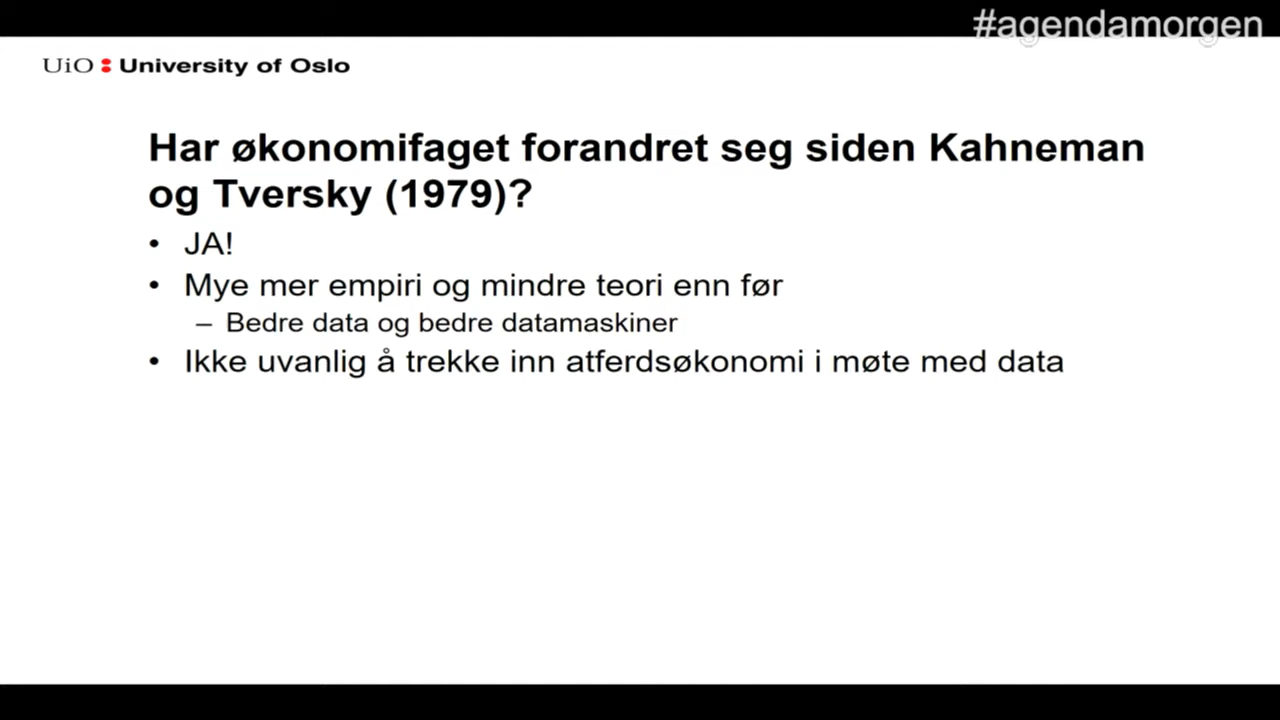 #agendamorgen
UiO : University of Oslo
Har økonomifaget forandret seg siden Kahneman
og Tversky (1979)?
• JA!
• Mye mer empiri og mindre teori enn før
– Bedre data og bedre datamaskiner
• Ikke uvanlig å trekke inn atferdsøkonomi i møte med data